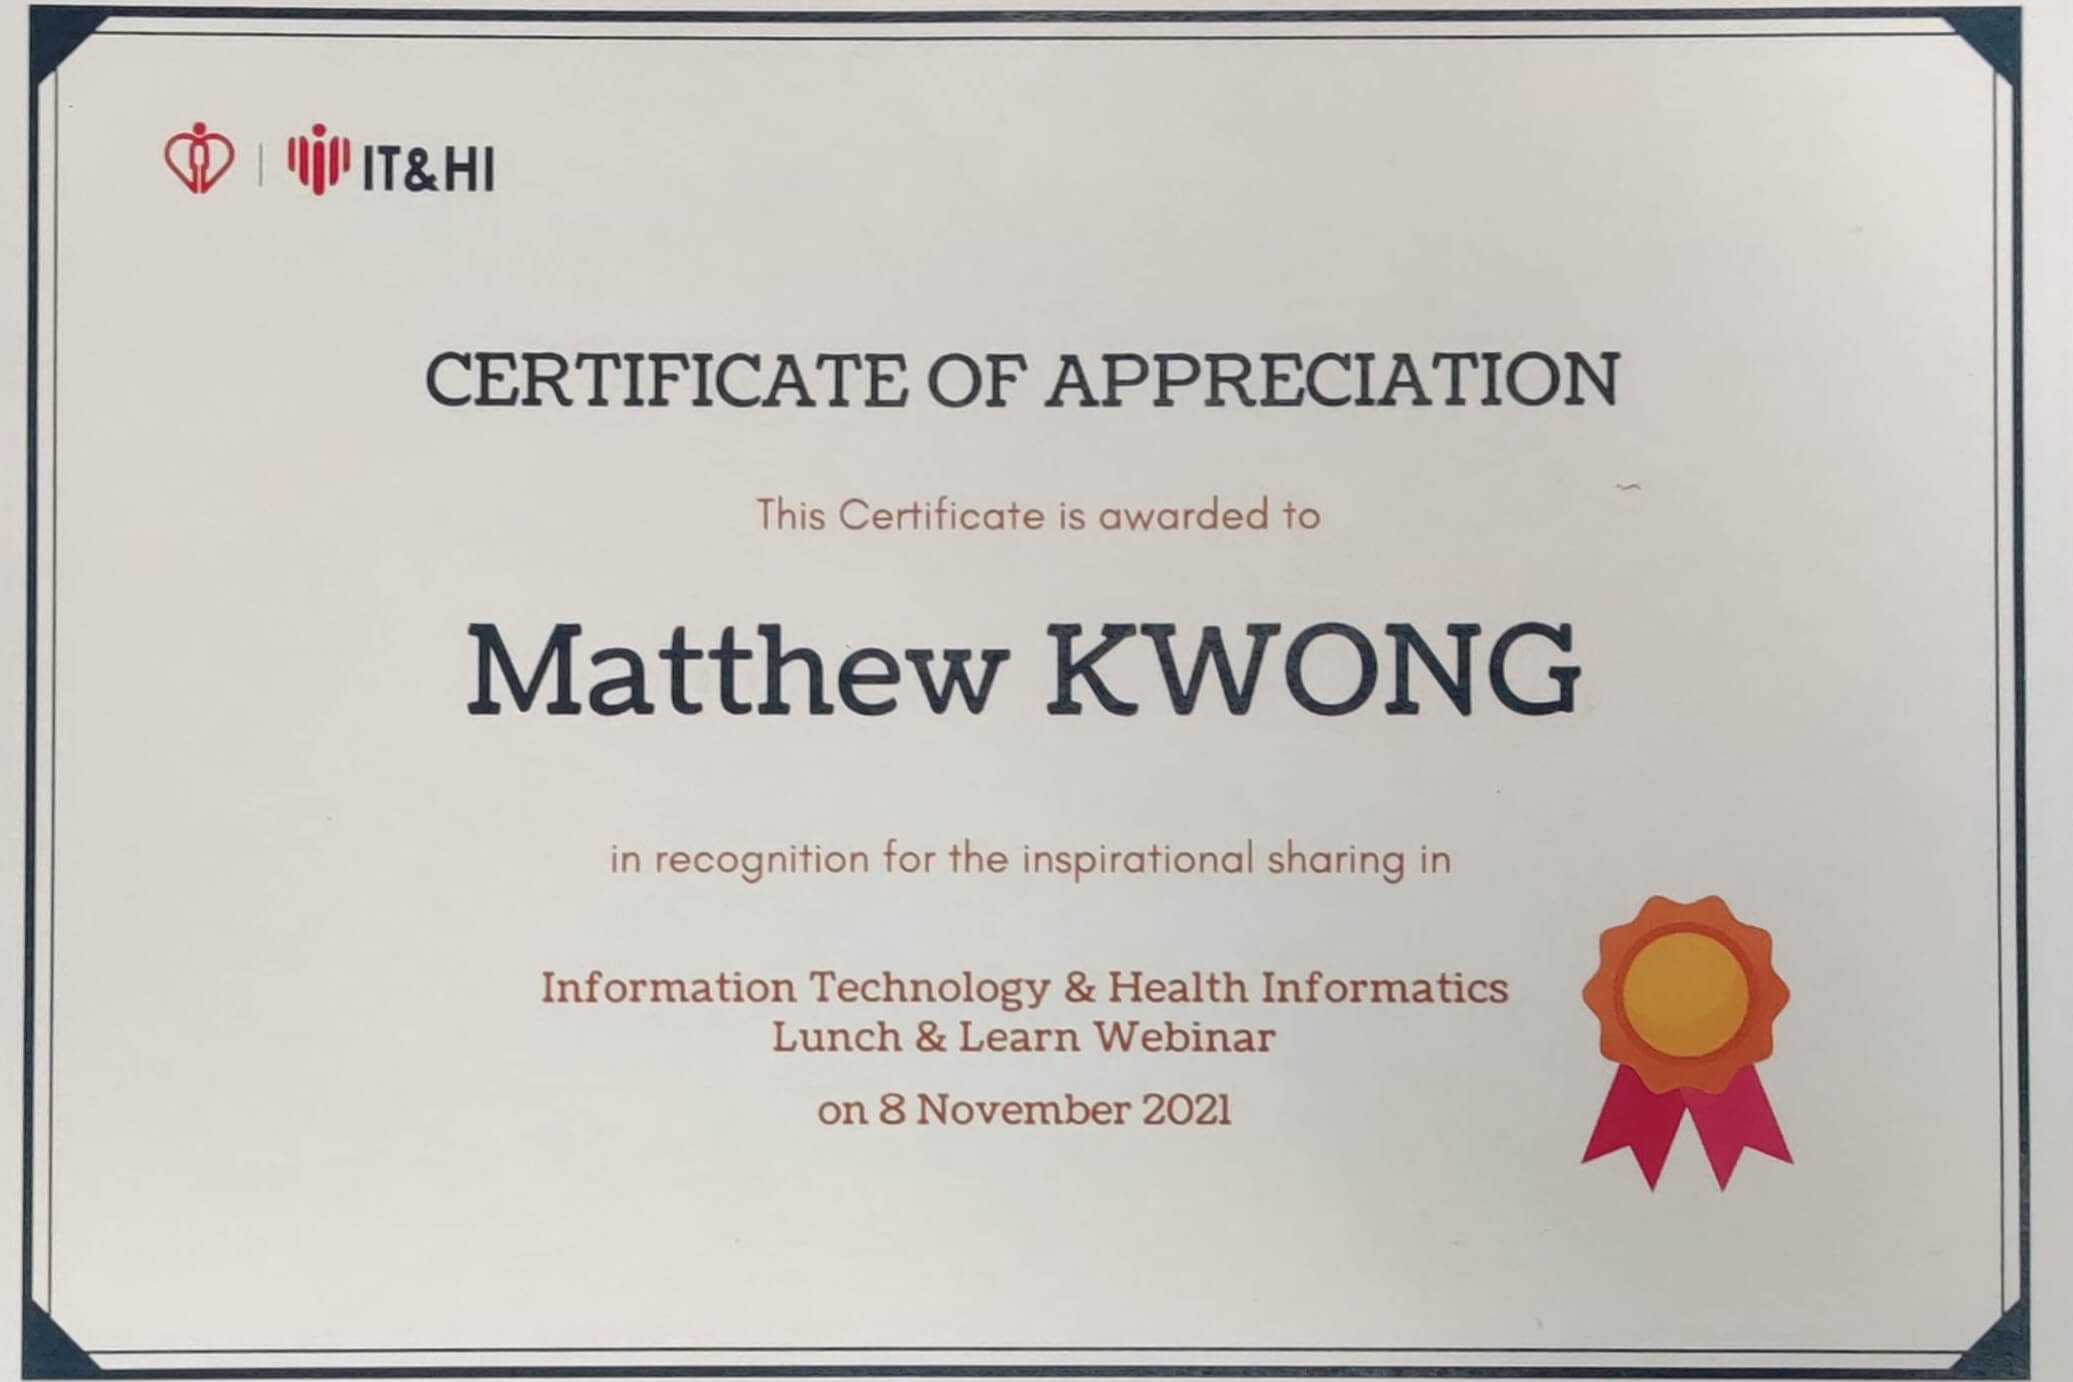 IT&HI
CERTIFICATE OF APPRECIATION
This Certificate is awarded to
Matthew KWONG
in recognition for the inspirational sharing in
Information Technology & Health Informatics
Lunch & Learn Webinar
on 8 November 2021